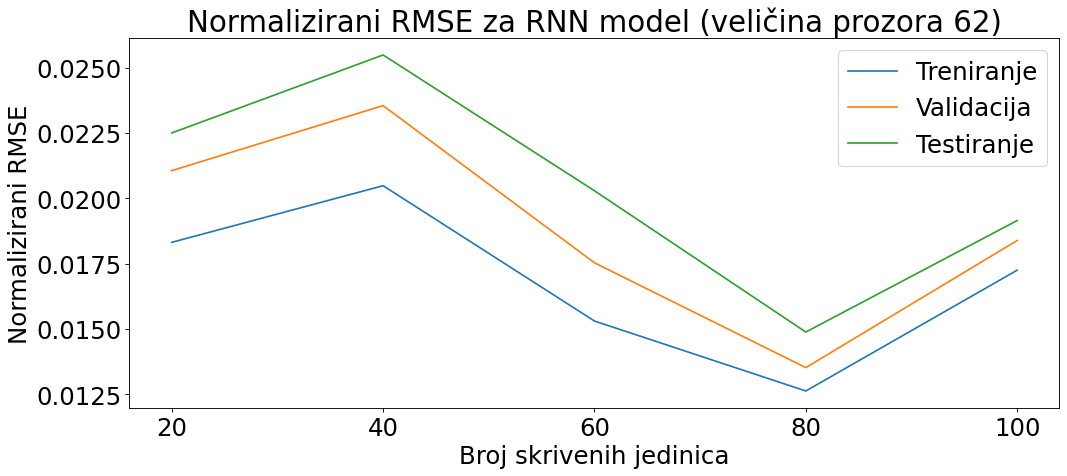 Normalizirani RMSE za RNN model (veličina prozora 62)
Treniranje
Validacija
Testiranje
Normalizirani RMSE
0.0250
0.0225
0.0200
0.0175
0.0150
0.0125
20 40 60 80 100
Broj skrivenih jedinica